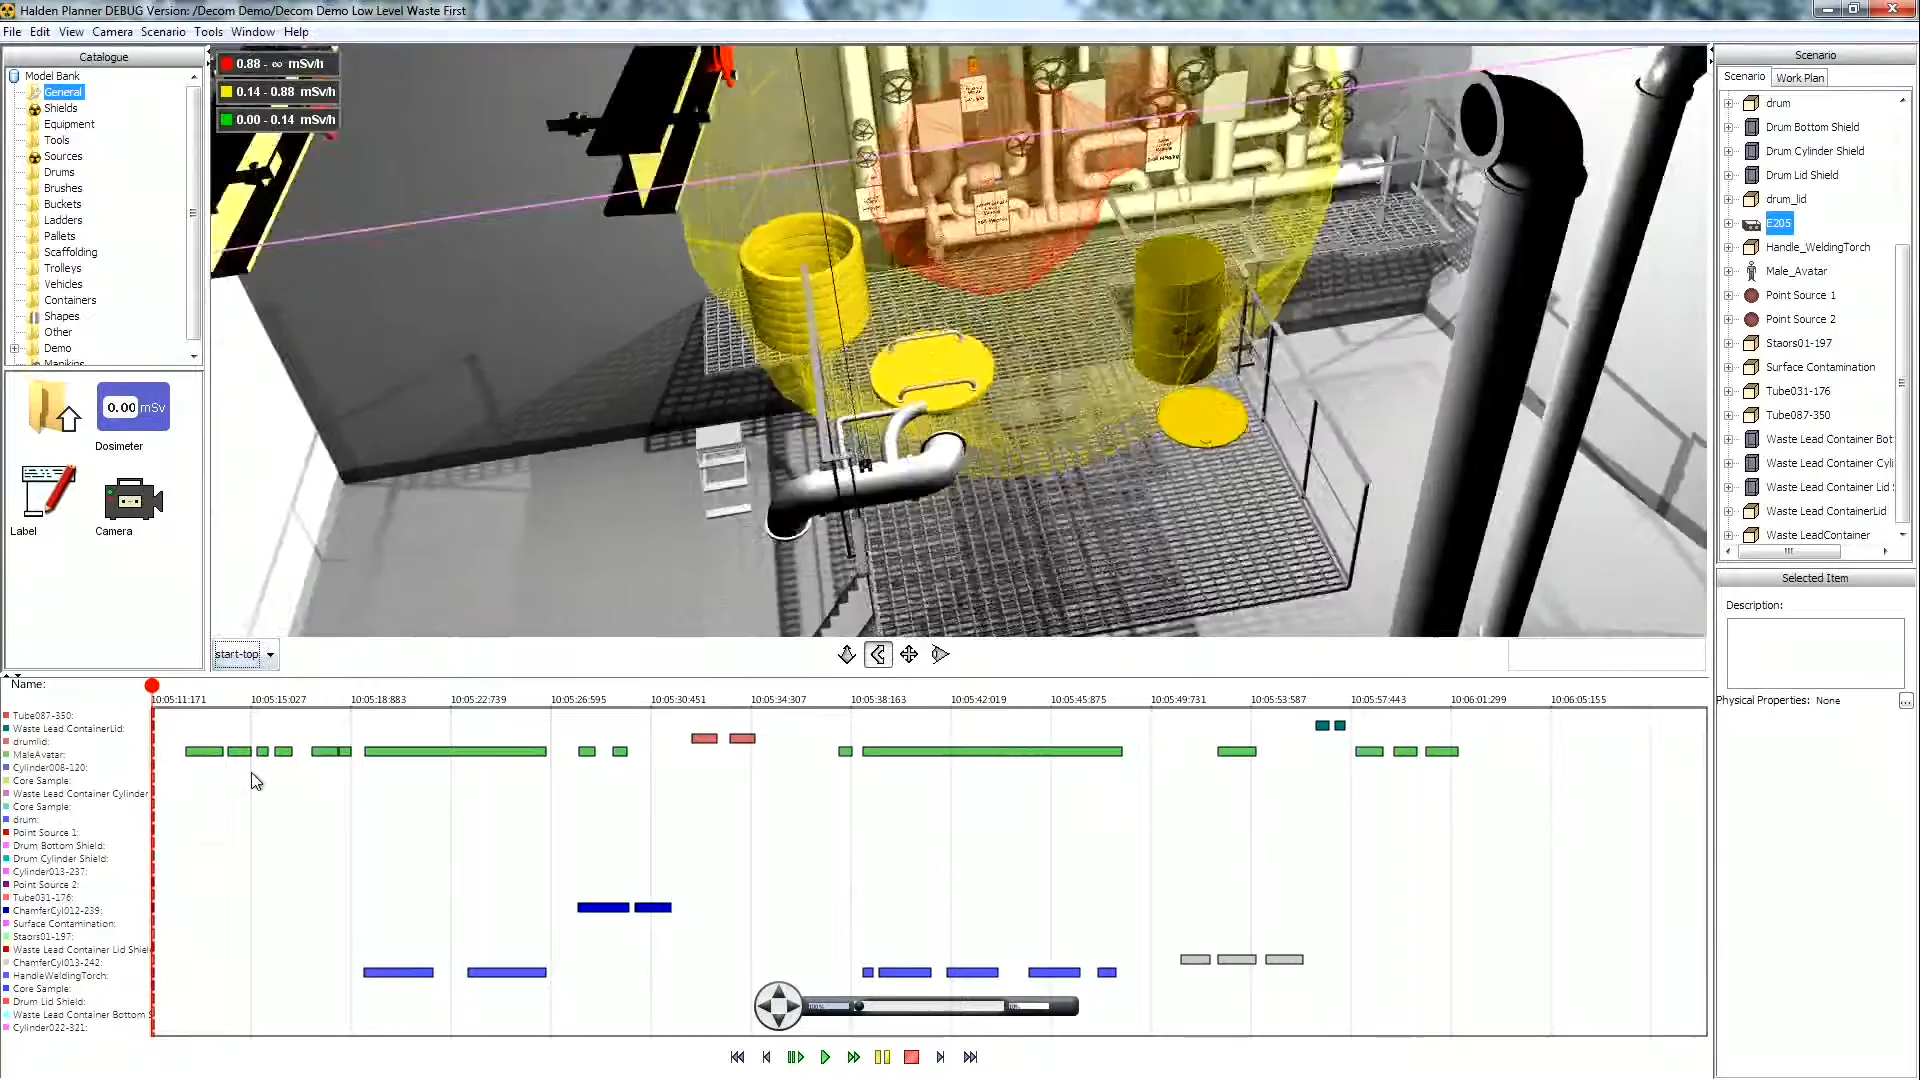 Halden Planner DEBUG Version: /Decom Demo/Decom Demo Low Level Waste First
File Edit View Camera Scenario Tools Window Help
Catalogue
Model Bank
General
Shields
Equipment
Tools
Sources
Drums
Brushes
Buckets
Ladders
Pallets
Scaffolding
Trolleys
Vehicles
Containers
Shapes
Other
Demo
Manikins
0.00 mSv
Dosimeter
Label
Camera
0.88 - ∞ mSv/h
0.14 - 0.88 mSv/h
0.00 - 0.14 mSv/h
start-top
Scenario
Scenario Work Plan
drum
Drum Bottom Shield
Drum Cylinder Shield
Drum Lid Shield
drum_lid
E205
Handle_WeldingTorch
Male_Avatar
Point Source 1
Point Source 2
Staors01-197
Surface Contamination
Tube031-176
Tube087-350
Waste Lead Container Bot
Waste Lead Container Cyli
Waste Lead Container Lid
Waste Lead ContainerLid
Waste LeadContainer
Selected Item
Description:
Physical Properties: None
...
Name:
10:05:11:171 10:05:15:027 10:05:18:883 10:05:22:739 10:05:26:595 10:05:30:451 10:05:34:307 10:05:38:163 10:05:42:019 10:05:45:875 10:05:49:731 10:05:53:587 10:05:57:443 10:06:01:299 10:06:05:155
Tube087-350:
Waste Lead ContainerLid:
drumlid:
MaleAvatar:
Cylinder008-120:
Core Sample:
Waste Lead Container Cylinder
Core Sample:
drum:
Point Source 1:
Drum Bottom Shield:
Drum Cylinder Shield:
Cylinder013-237:
Point Source 2:
Tube031-176:
ChamferCyl012-239:
Surface Contamination:
Staors01-197:
Waste Lead Container Lid Shiel
ChamferCyl013-242:
HandleWeldingTorch:
Core Sample:
Drum Lid Shield:
Waste Lead Container Bottom S
Cylinder022-321: